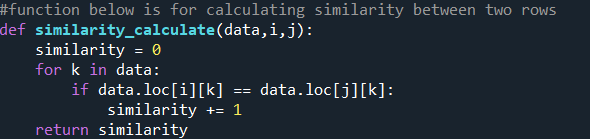 #function below is for calculating similarity between two rows
def similarity_calculate(data,i,j):
    similarity = 0
    for k in data:
        if data.loc[i][k] == data.loc[j][k]:
            similarity += 1
    return similarity